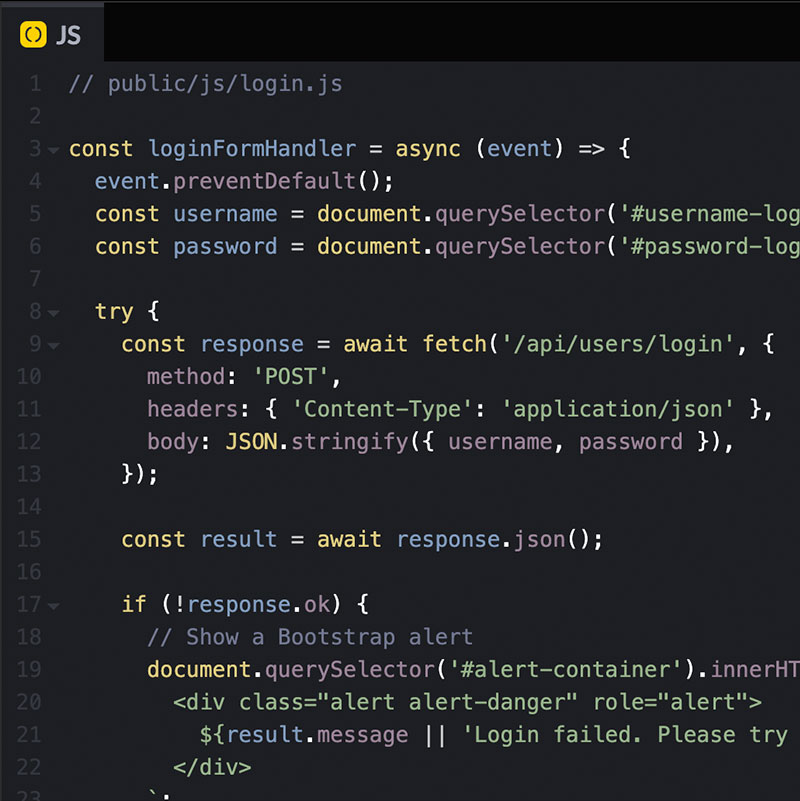 JS
1 // public/js/login.js
2
3 const loginFormHandler = async (event) => {
4 event.preventDefault();
5 const username = document.querySelector('#username-log
6 const password = document.querySelector('#password-log
7
8 try {
9 const response = await fetch('/api/users/login', {
10 method: 'POST',
11 headers: { 'Content-Type': 'application/json' },
12 body: JSON.stringify({ username, password }),
13 });
14
15 const result = await response.json();
16
17 if (!response.ok) {
18 // Show a Bootstrap alert
19 document.querySelector('#alert-container').innerHT
20 <div class="alert alert-danger" role="alert">
21 ${result.message || 'Login failed. Please try
22 </div>
23 `;